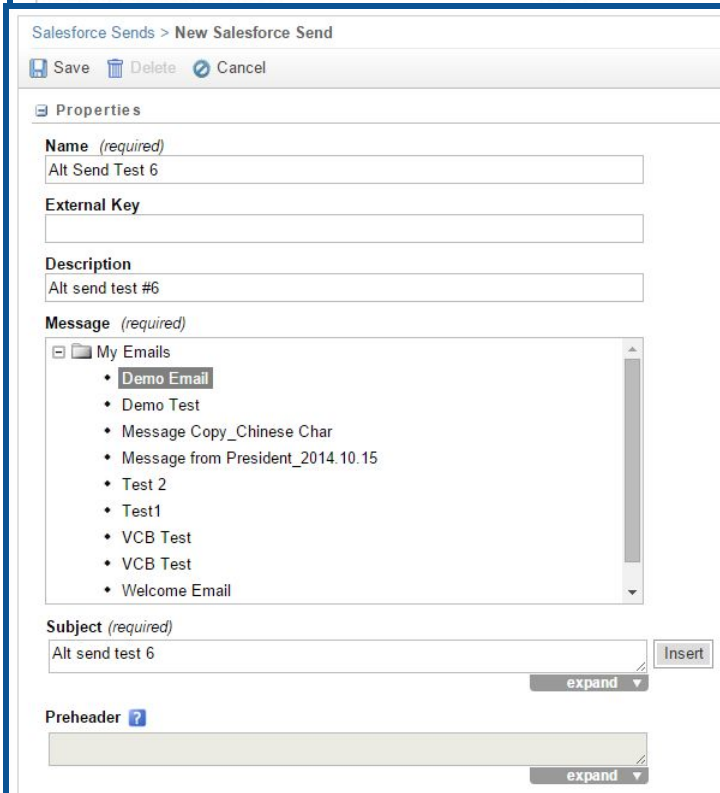 Salesforce Sends > New Salesforce Send
Save Delete Cancel
Properties
Name (required)
Alt Send Test 6
External Key
Description
Alt send test #6
Message (required)
My Emails
Demo Email
Demo Test
Message Copy_Chinese Char
Message from President_2014.10.15
Test 2
Test1
VCB Test
VCB Test
Welcome Email
Subject (required)
Alt send test 6 Insert
expand
Preheader ?
expand